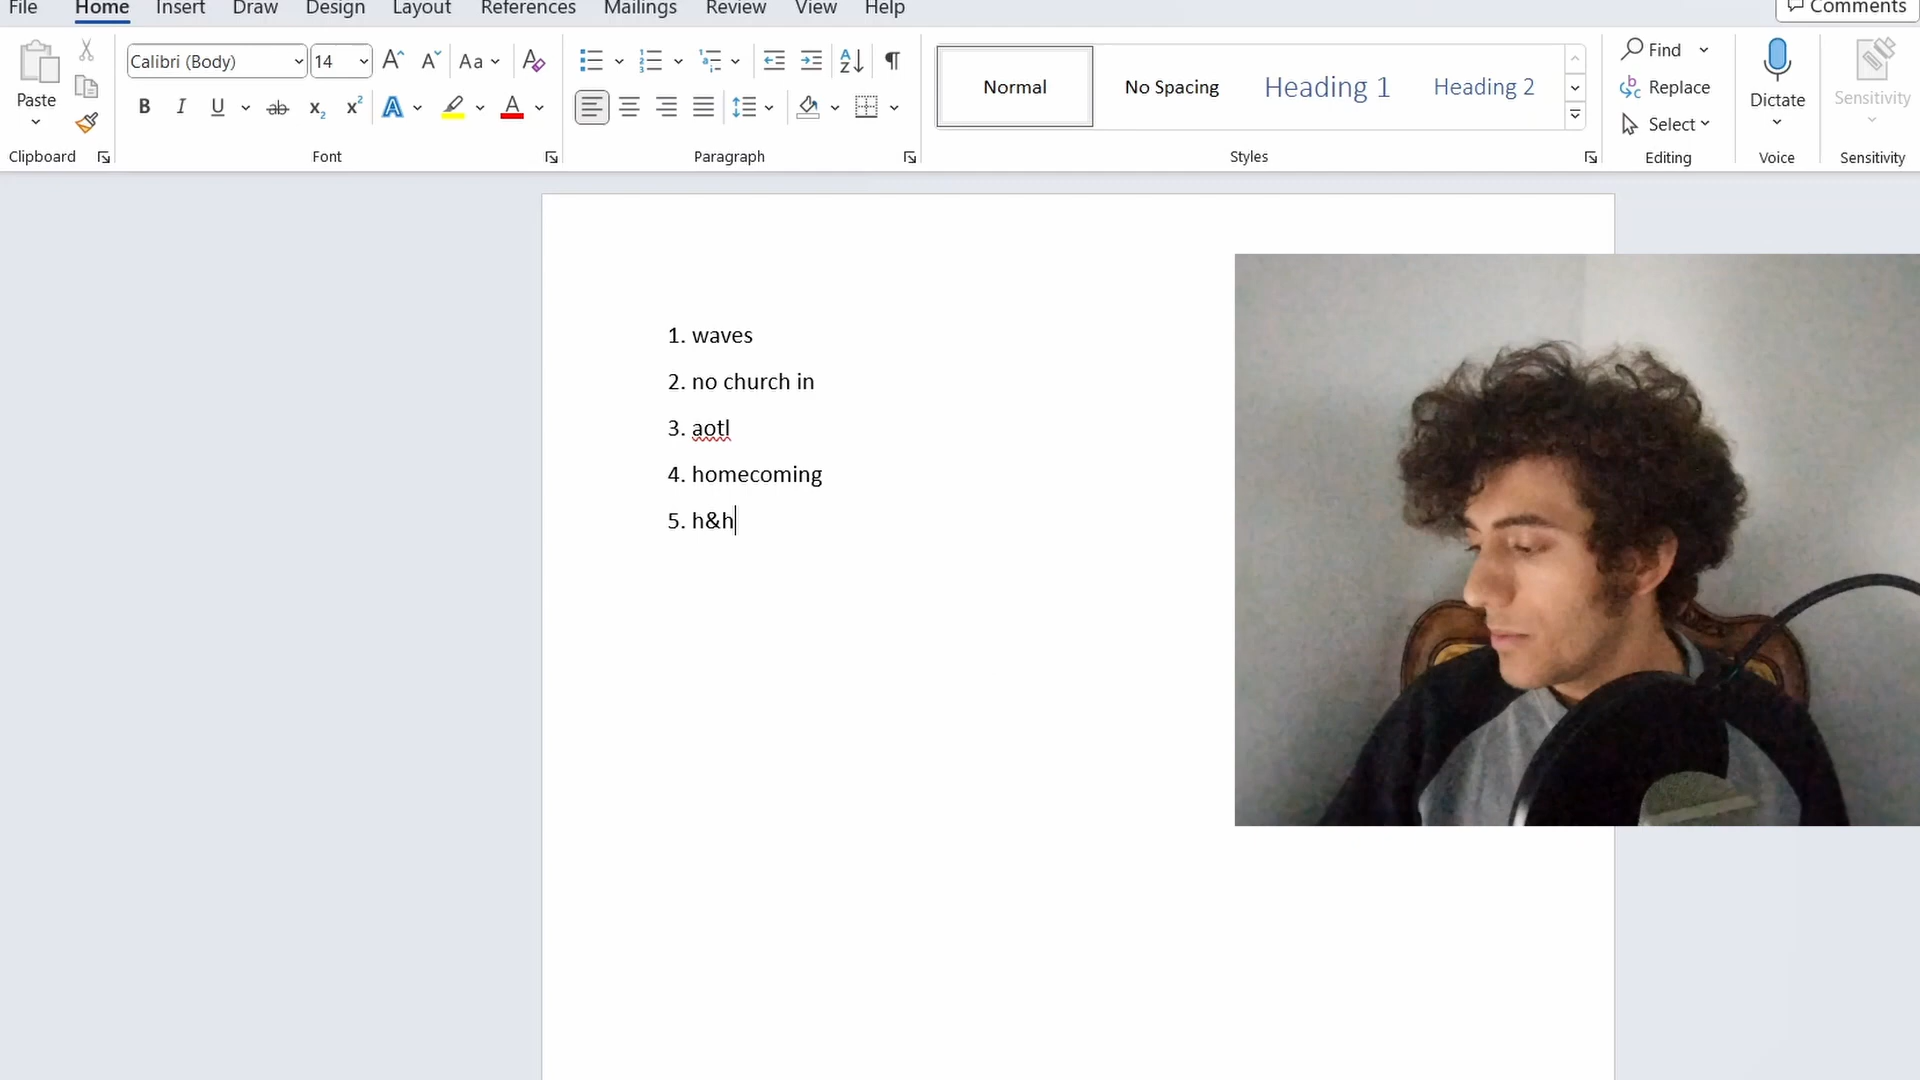 File Home Insert Draw Design Layout References Mailings Review View Help Comments
Paste Calibri (Body) 14 Aa Normal No Spacing Heading 1 Heading 2 Find Replace Select Dictate Sensitivity
Clipboard Font Paragraph Styles Editing Voice Sensitivity
1. waves
2. no church in
3. aotl
4. homecoming
5. h&h